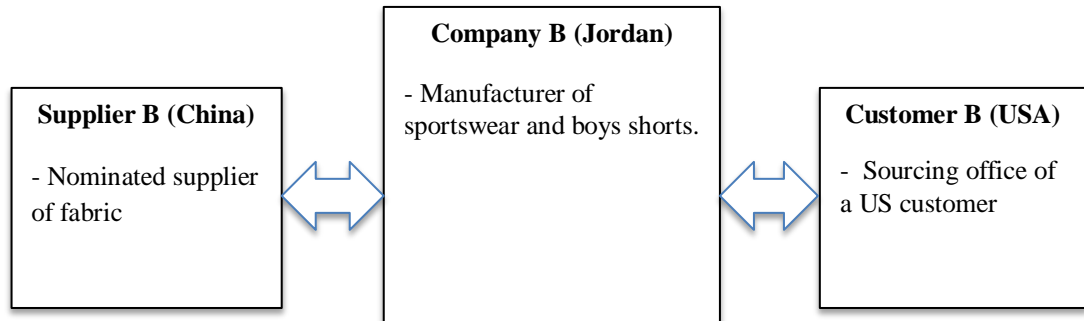 Supplier B (China)
- Nominated supplier
of fabric
Company B (Jordan)
- Manufacturer of
sportswear and boys shorts.
Customer B (USA)
- Sourcing office of
a US customer